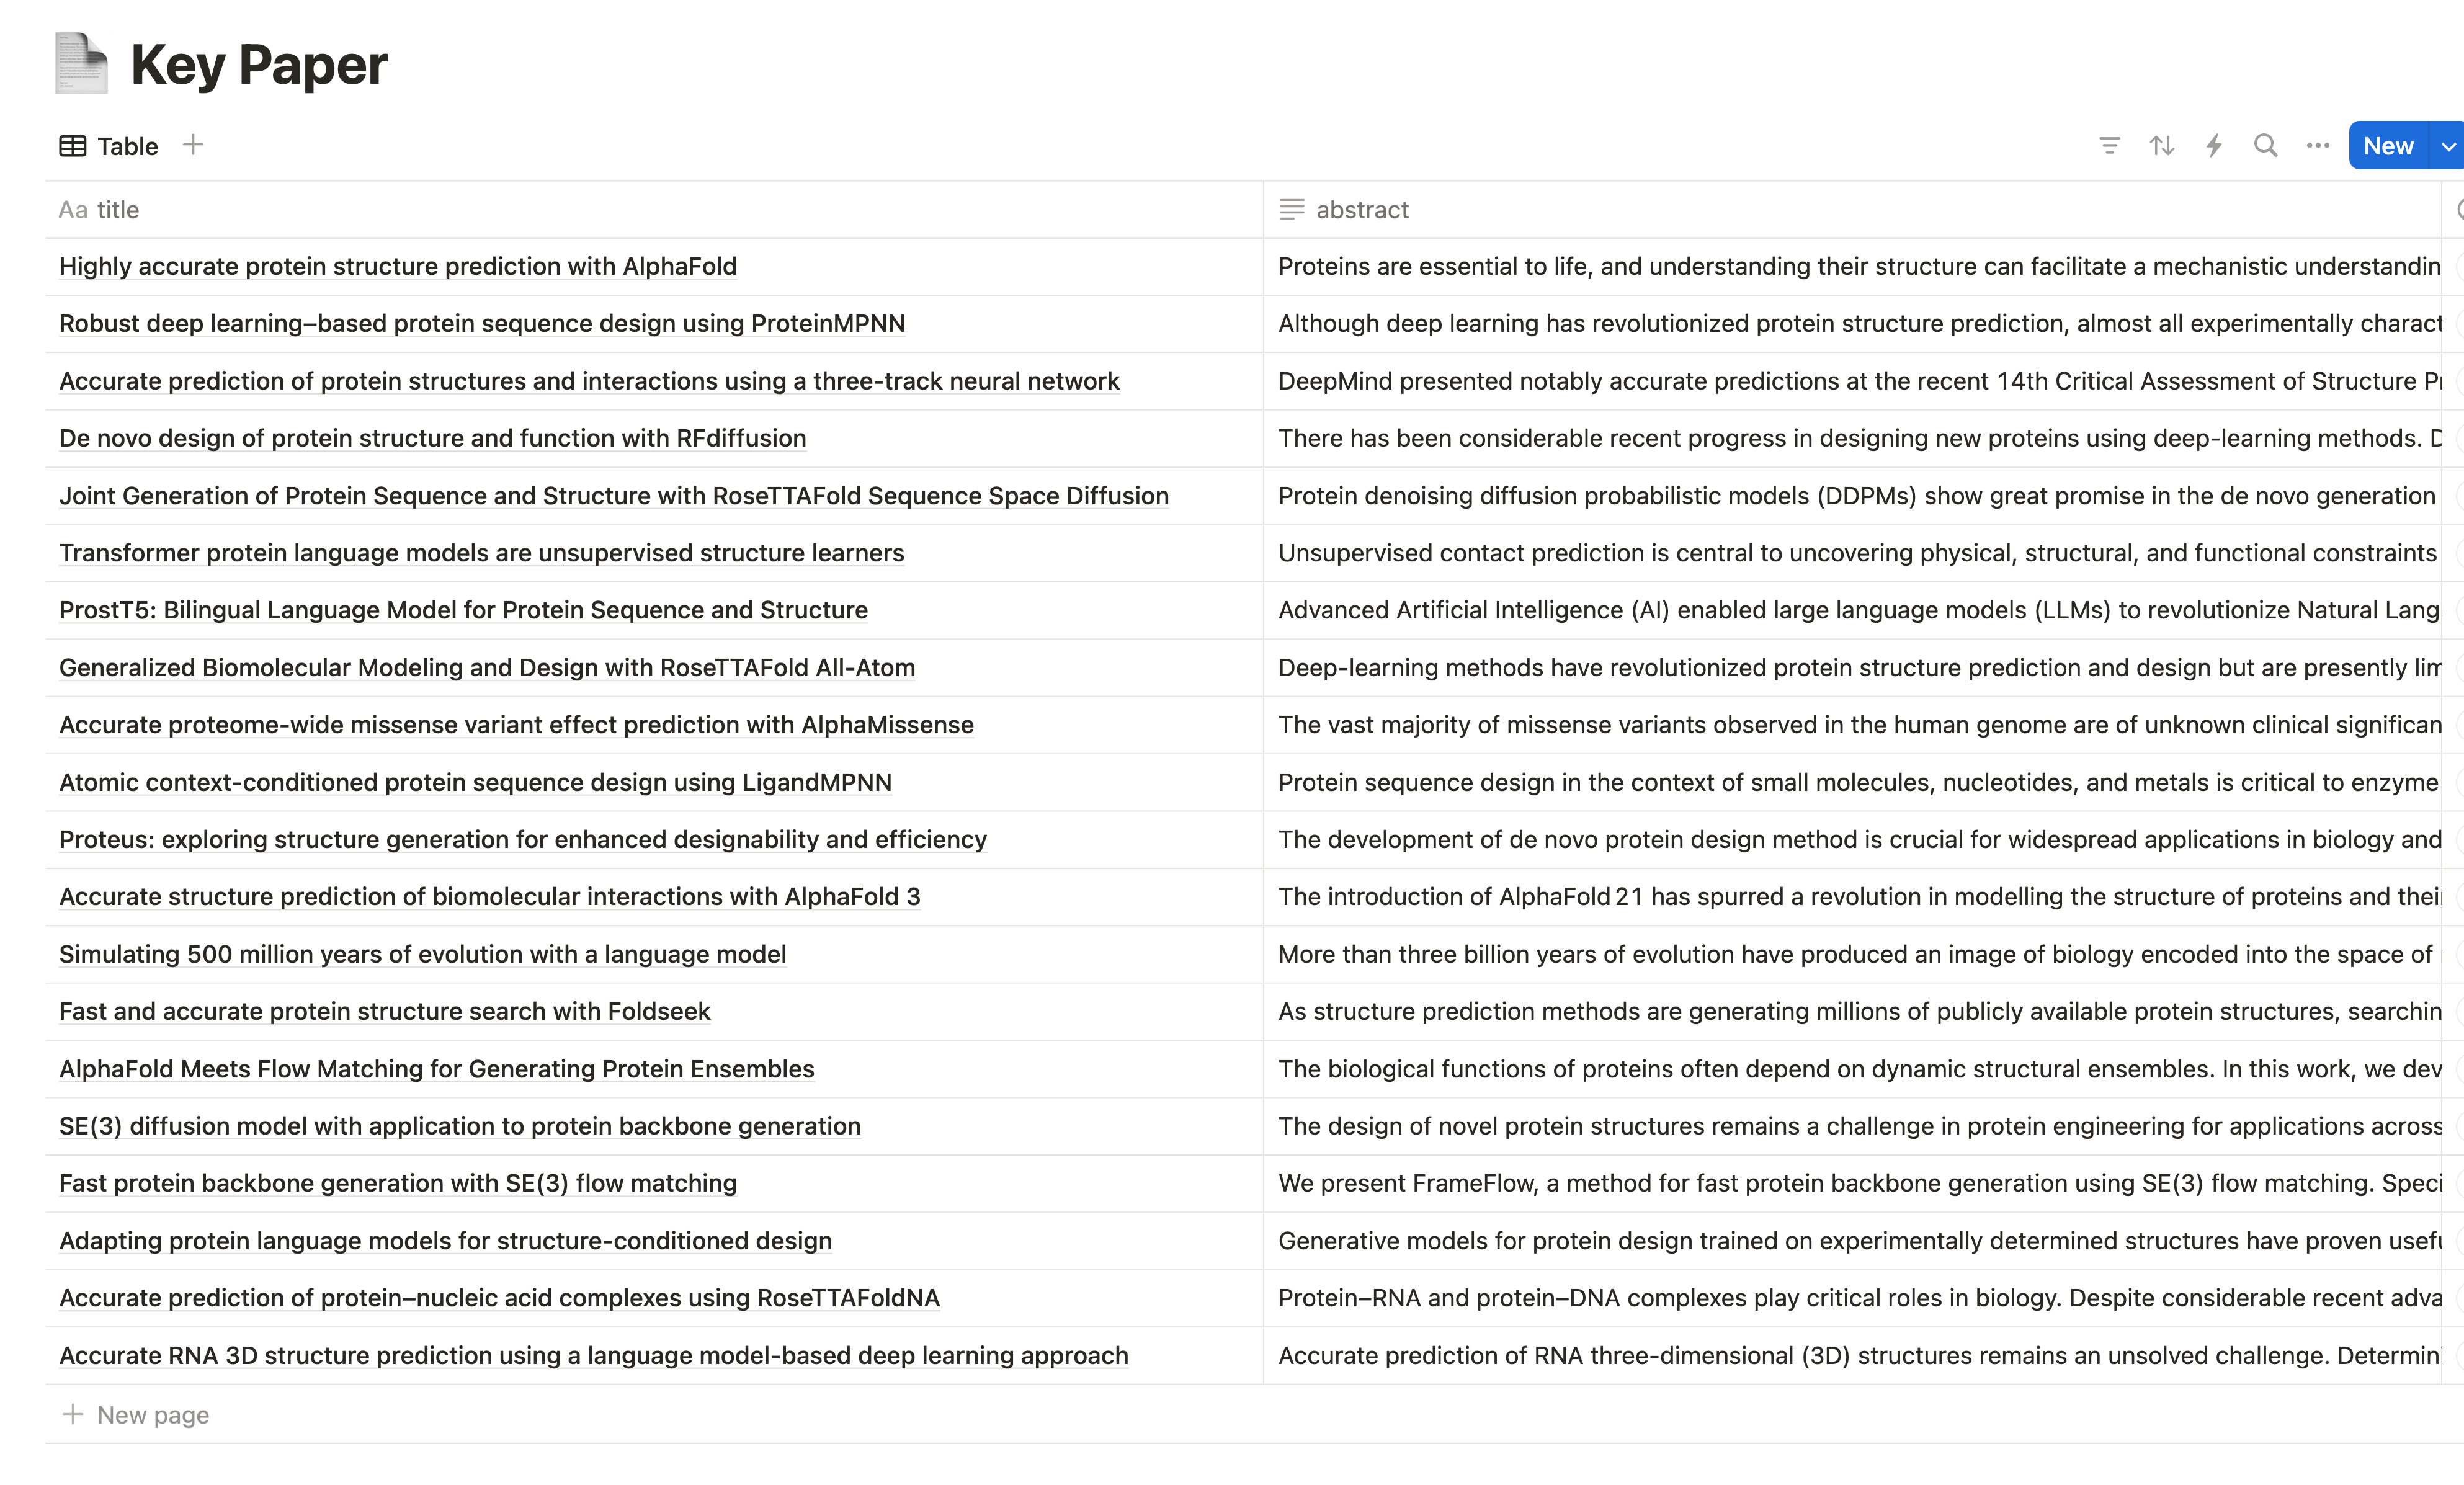 Key Paper
Table
New
Aa title
abstract
Highly accurate protein structure prediction with AlphaFold
Proteins are essential to life, and understanding their structure can facilitate a mechanistic understandin
Robust deep learning–based protein sequence design using ProteinMPNN
Although deep learning has revolutionized protein structure prediction, almost all experimentally charact
Accurate prediction of protein structures and interactions using a three-track neural network
DeepMind presented notably accurate predictions at the recent 14th Critical Assessment of Structure Pr
De novo design of protein structure and function with RFdiffusion
There has been considerable recent progress in designing new proteins using deep-learning methods. D
Joint Generation of Protein Sequence and Structure with RoseTTAFold Sequence Space Diffusion
Protein denoising diffusion probabilistic models (DDPMs) show great promise in the de novo generation
Transformer protein language models are unsupervised structure learners
Unsupervised contact prediction is central to uncovering physical, structural, and functional constraints
ProstT5: Bilingual Language Model for Protein Sequence and Structure
Advanced Artificial Intelligence (AI) enabled large language models (LLMs) to revolutionize Natural Langu
Generalized Biomolecular Modeling and Design with RoseTTAFold All-Atom
Deep-learning methods have revolutionized protein structure prediction and design but are presently lim
Accurate proteome-wide missense variant effect prediction with AlphaMissense
The vast majority of missense variants observed in the human genome are of unknown clinical significan
Atomic context-conditioned protein sequence design using LigandMPNN
Protein sequence design in the context of small molecules, nucleotides, and metals is critical to enzyme
Proteus: exploring structure generation for enhanced designability and efficiency
The development of de novo protein design method is crucial for widespread applications in biology and
Accurate structure prediction of biomolecular interactions with AlphaFold 3
The introduction of AlphaFold 21 has spurred a revolution in modelling the structure of proteins and their
Simulating 500 million years of evolution with a language model
More than three billion years of evolution have produced an image of biology encoded into the space of
Fast and accurate protein structure search with Foldseek
As structure prediction methods are generating millions of publicly available protein structures, searchin
AlphaFold Meets Flow Matching for Generating Protein Ensembles
The biological functions of proteins often depend on dynamic structural ensembles. In this work, we dev
SE(3) diffusion model with application to protein backbone generation
The design of novel protein structures remains a challenge in protein engineering for applications across
Fast protein backbone generation with SE(3) flow matching
We present FrameFlow, a method for fast protein backbone generation using SE(3) flow matching. Speci
Adapting protein language models for structure-conditioned design
Generative models for protein design trained on experimentally determined structures have proven usefu
Accurate prediction of protein–nucleic acid complexes using RoseTTAFoldNA
Protein–RNA and protein–DNA complexes play critical roles in biology. Despite considerable recent adva
Accurate RNA 3D structure prediction using a language model-based deep learning approach
Accurate prediction of RNA three-dimensional (3D) structures remains an unsolved challenge. Determini
New page